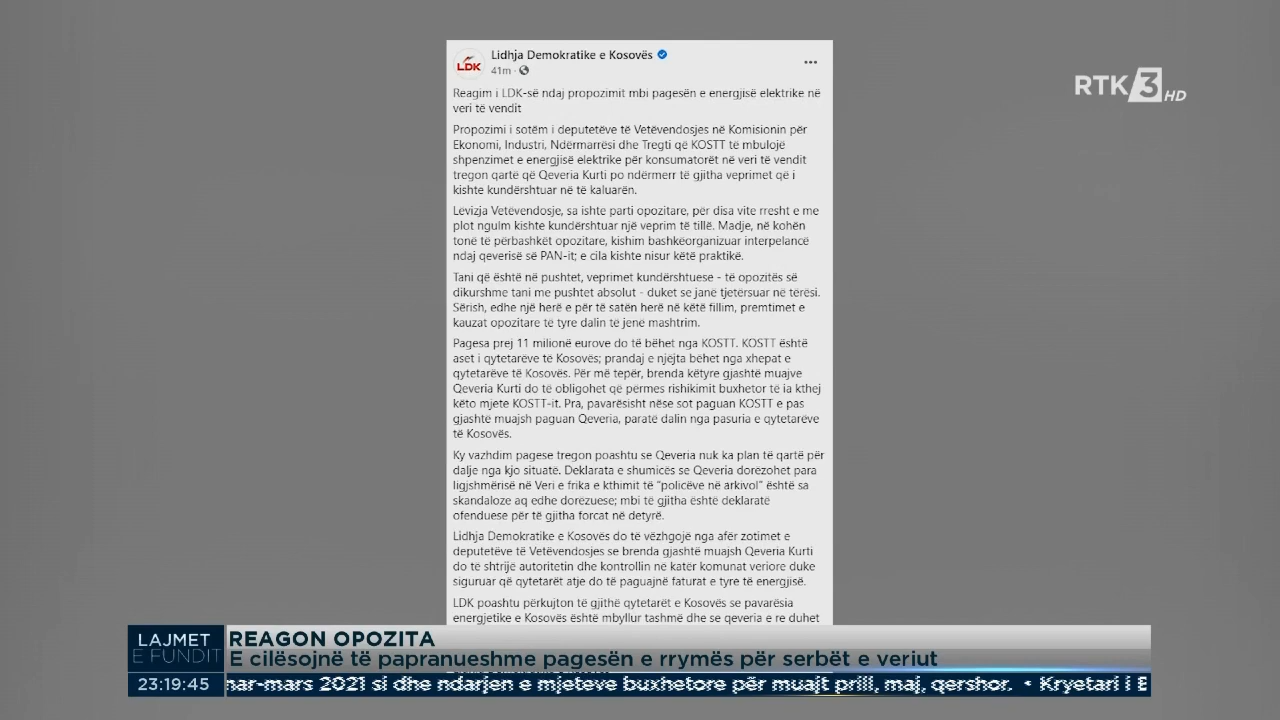 Lidhja Demokratike e Kosovës
LDK
41m ·
RTK 3 HD
Reagim i LDK-së ndaj propozimit mbi pagesën e energjisë elektrike në
veri të vendit
Propozimi i sotëm i deputetëve të Vetëvendosjes në Komisionin për
Ekonomi, Industri, Ndërmarrësi dhe Tregti që KOSTT të mbulojë
shpenzimet e energjisë elektrike për konsumatorët në veri të vendit
tregon qartë që Qeveria Kurti po ndërmerr të gjitha veprimet që i
kishte kundërshtuar në të kaluarën.
Lëvizja Vetëvendosje, sa ishte parti opozitare, për disa vite rresht e me
plot ngulm kishte kundërshtuar një veprim të tillë. Madje, në kohën
tonë të përbashkët opozitare, kishim bashkëorganizuar interpelancë
ndaj qeverisë së PAN-it; e cila kishte nisur këtë praktikë.
Tani që është në pushtet, veprimet kundërshtuese - të opozitës së
dikurshme tani me pushtet absolut - duket se janë tjetërsuar në tërësi.
Sërish, edhe një herë e për të satën herë në këtë fillim, premtimet e
kauzat opozitare të tyre dalin të jenë mashtrim.
Pagesa prej 11 milionë eurove do të bëhet nga KOSTT. KOSTT është
aset i qytetarëve të Kosovës; prandaj e njëjta bëhet nga xhepat e
qytetarëve të Kosovës. Për më tepër, brenda këtyre gjashtë muajve
Qeveria Kurti do të obligohet që përmes rishikimit buxhetor të ia kthej
këto mjete KOSTT-it. Pra, pavarësisht nëse sot paguan KOSTT e pas
gjashtë muajsh paguan Qeveria, paratë dalin nga pasuria e qytetarëve
të Kosovës.
Ky vazhdim pagese tregon poashtu se Qeveria nuk ka plan të qartë për
dalje nga kjo situatë. Deklarata e shumicës se Qeveria dorëzohet para
ligjshmërisë në Veri e frika e kthimit të "policëve në arkivol" është sa
skandaloze aq edhe dorëzuese; mbi të gjitha është deklaratë
ofenduese për të gjitha forcat në detyrë.
Lidhja Demokratike e Kosovës do të vëzhgojë nga afër zotimet e
deputetëve të Vetëvendosjes se brenda gjashtë muajsh Qeveria Kurti
do të shtrijë autoritetin dhe kontrollin në katër komunat veriore duke
siguruar që qytetarët atje do të paguajnë faturat e tyre të energjisë.
LDK poashtu përkujton të gjithë qytetarët e Kosovës se pavarësia
energjetike e Kosovës është mbyllur tashmë dhe se qeveria e re duhet
LAJMET
E FUNDIT
REAGON OPOZITA
E cilësojnë të papranueshme pagesën e rrymës për serbët e veriut
23:19:45
nar-mars 2021 si dhe ndarjen e mjeteve buxhetore për muajt prill, maj, qershor. • Kryetari i